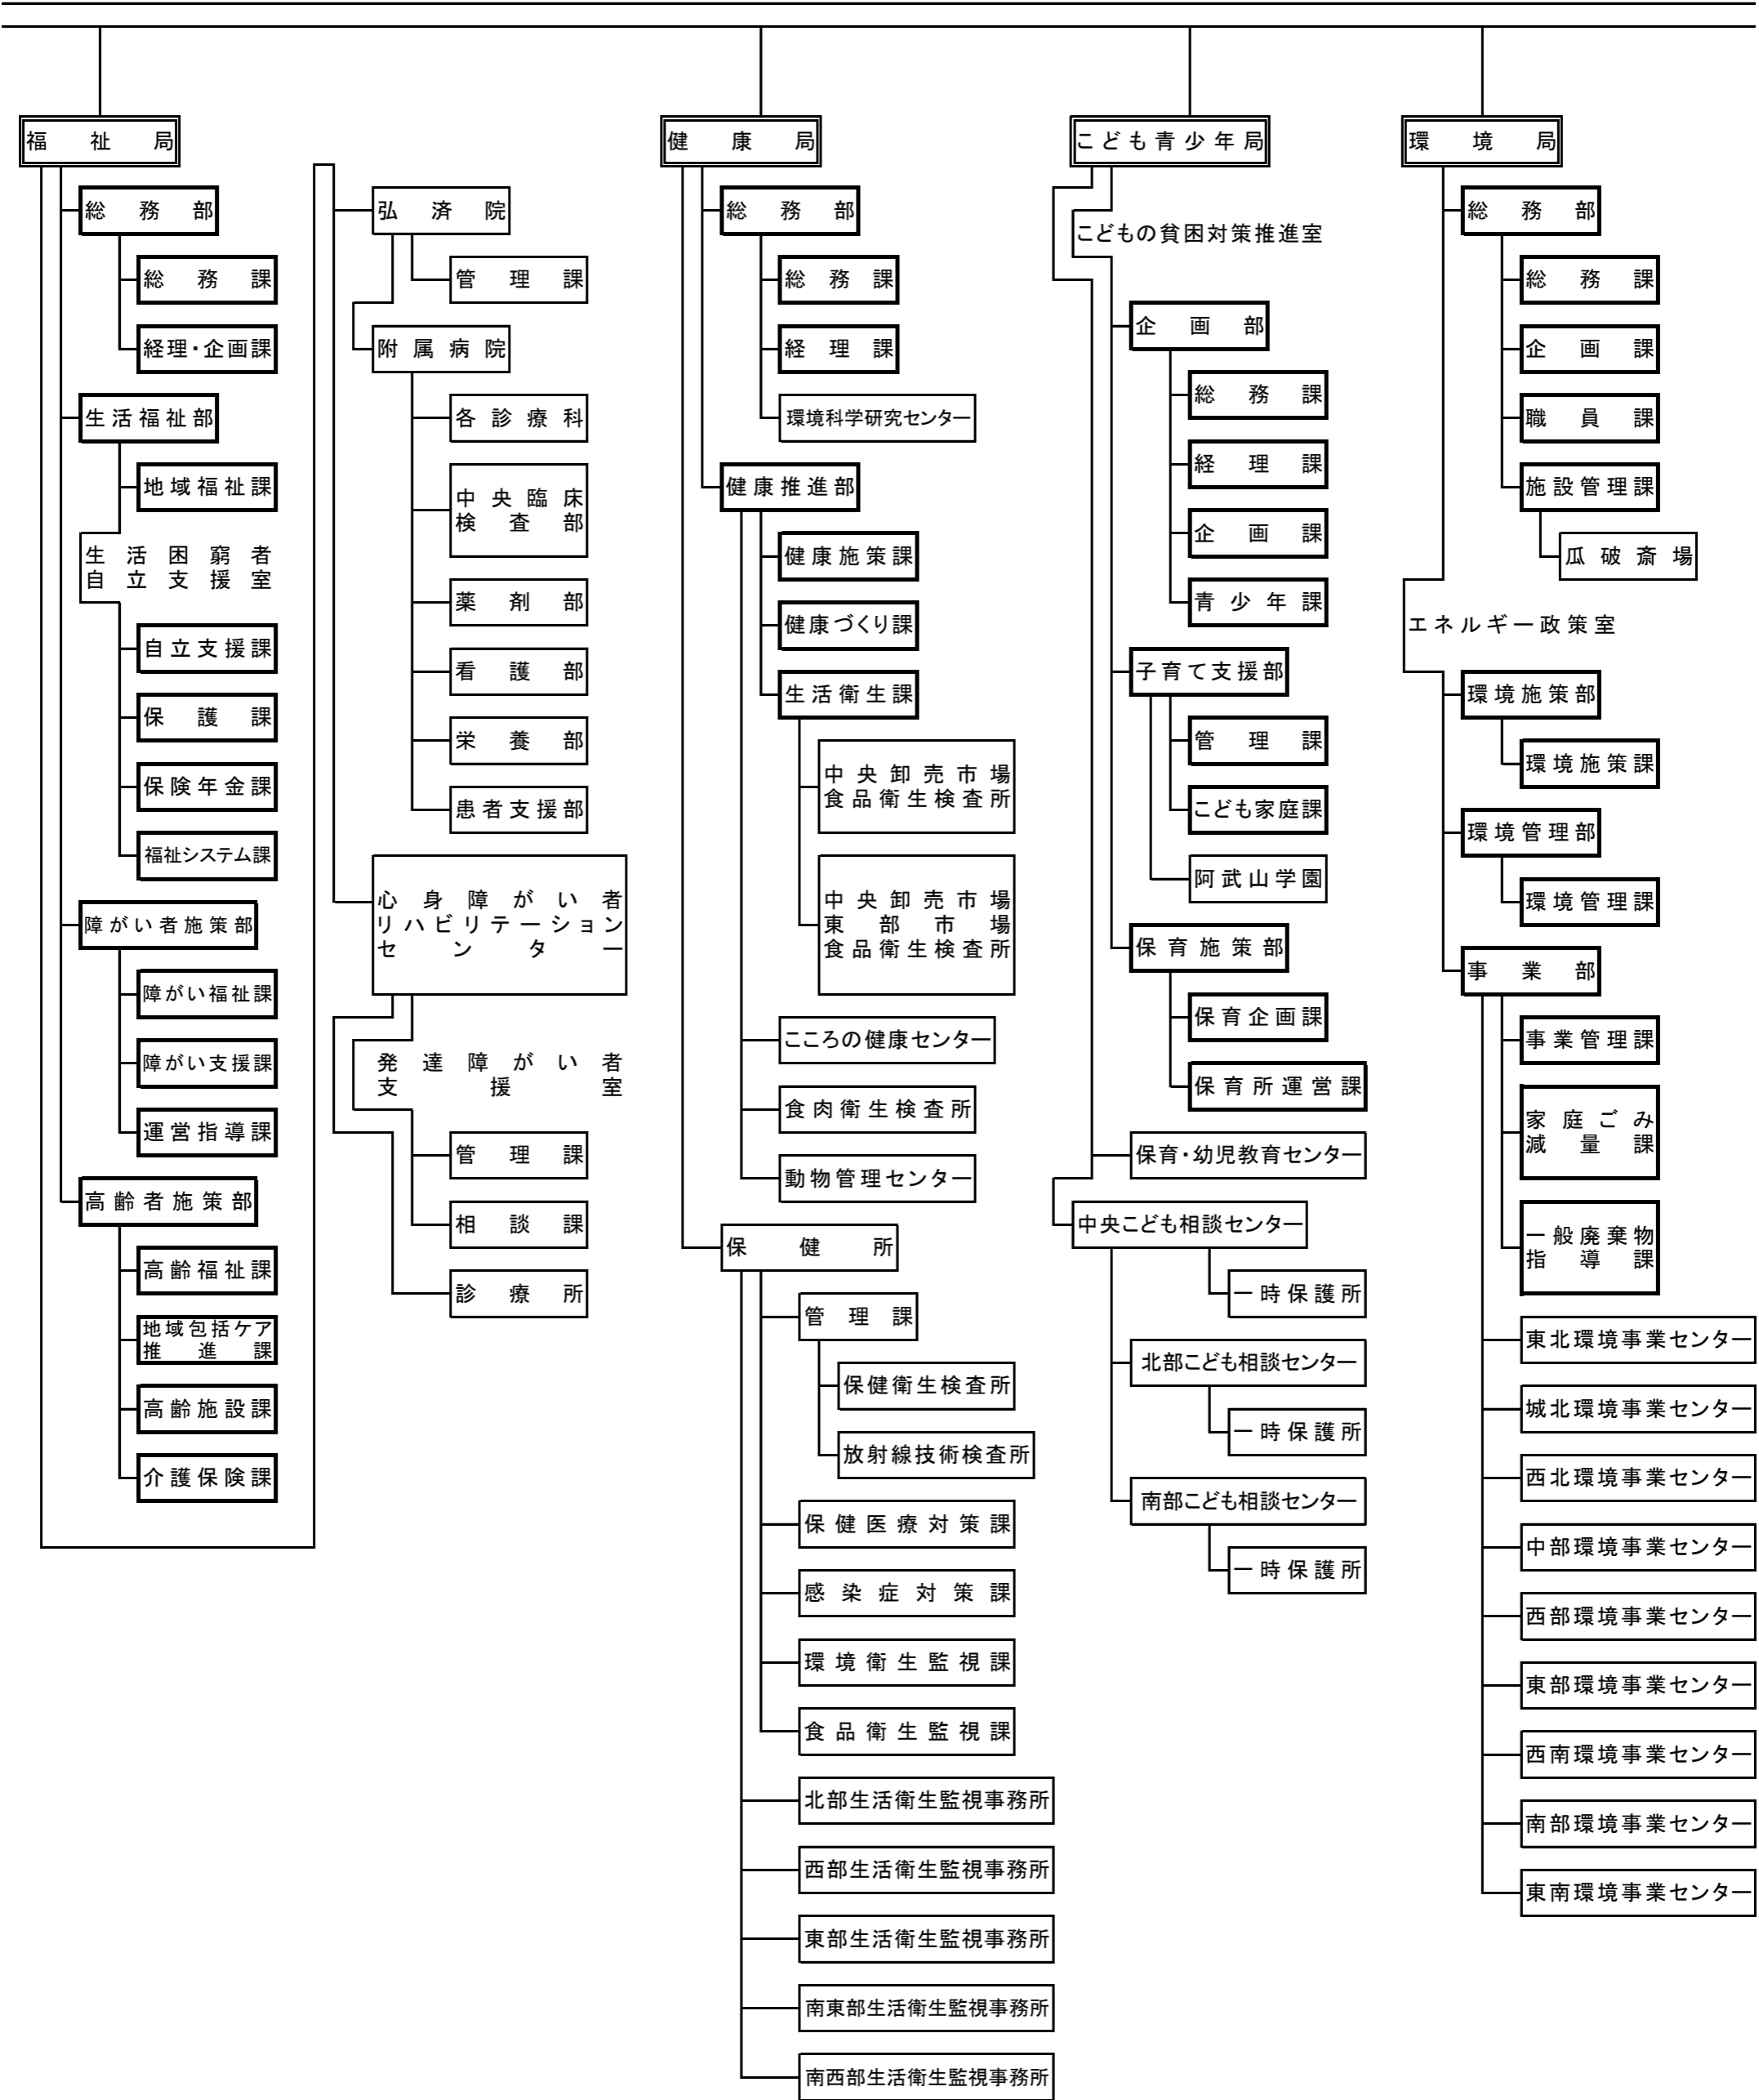 福祉局
総務部
総務課
経理・企画課
生活福祉部
地域福祉課
生活困窮者
自立支援室
自立支援課
保護課
保険年金課
福祉システム課
障がい者施策部
障がい福祉課
障がい支援課
運営指導課
高齢者施策部
高齢福祉課
地域包括ケア
推進課
高齢施設課
介護保険課
弘済院
管理課
附属病院
各診療科
中央臨床
検査部
薬剤部
看護部
栄養部
患者支援部
心身障がい者
リハビリテーション
センター
発達障がい者
支援室
管理課
相談課
診療所
健康局
総務部
総務課
経理課
環境科学研究センター
健康推進部
健康施策課
健康づくり課
生活衛生課
中央卸売市場
食品衛生検査所
中央卸売市場
東部市場
食品衛生検査所
こころの健康センター
食肉衛生検査所
動物管理センター
保健所
管理課
保健衛生検査所
放射線技術検査所
保健医療対策課
感染症対策課
環境衛生監視課
食品衛生監視課
北部生活衛生監視事務所
西部生活衛生監視事務所
東部生活衛生監視事務所
南東部生活衛生監視事務所
南西部生活衛生監視事務所
こども青少年局
こどもの貧困対策推進室
企画部
総務課
経理課
企画課
青少年課
子育て支援部
管理課
こども家庭課
阿武山学園
保育施策部
保育企画課
保育所運営課
保育・幼児教育センター
中央こども相談センター
一時保護所
北部こども相談センター
一時保護所
南部こども相談センター
一時保護所
環境局
総務部
総務課
企画課
職員課
施設管理課
瓜破斎場
エネルギー政策室
環境施策部
環境施策課
環境管理部
環境管理課
事業部
事業管理課
家庭ごみ
減量課
一般廃棄物
指導課
東北環境事業センター
城北環境事業センター
西北環境事業センター
中部環境事業センター
西部環境事業センター
東部環境事業センター
西南環境事業センター
南部環境事業センター
東南環境事業センター